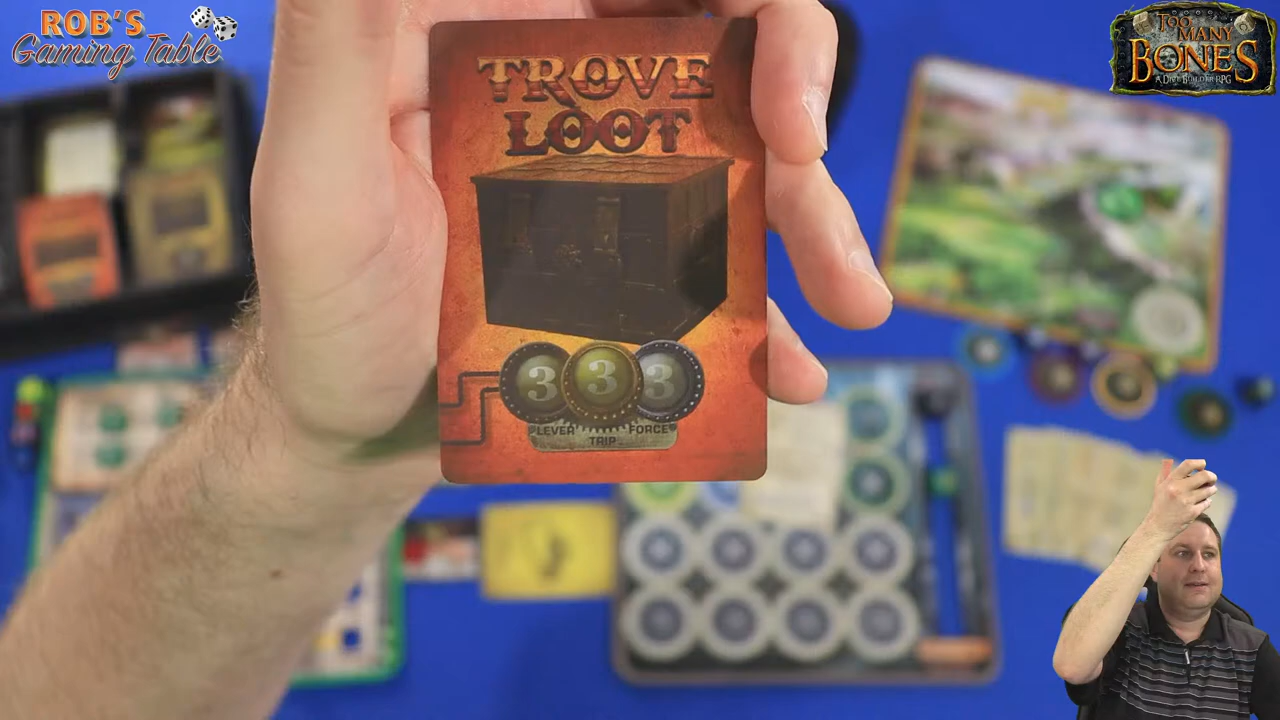 ROB'S
Gaming Table
TOO
MANY
BONES
A DICE BUILDER RPG
TROVE
LOOT
3 3 3
LEVER TRIP FORCE